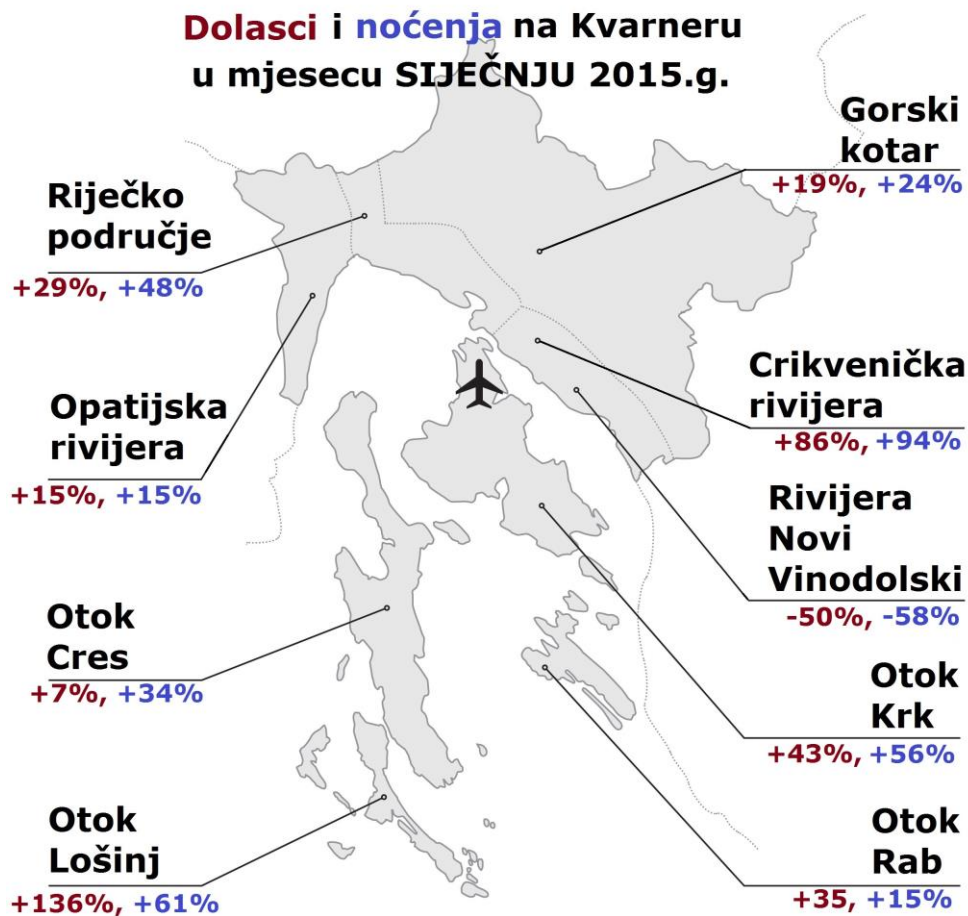 Dolasci i noćenja na Kvarneru
u mjesecu SIJEČNJU 2015.g.
Gorski
kotar
+19%, +24%
Riječko
područje
+29%, +48%
Crikvenička
rivijera
+86%, +94%
Opatijska
rivijera
+15%, +15%
Rivijera
Novi
Vinodolski
-50%, -58%
Otok
Cres
+7%, +34%
Otok
Krk
+43%, +56%
Otok
Lošinj
+136%, +61%
Otok
Rab
+35, +15%